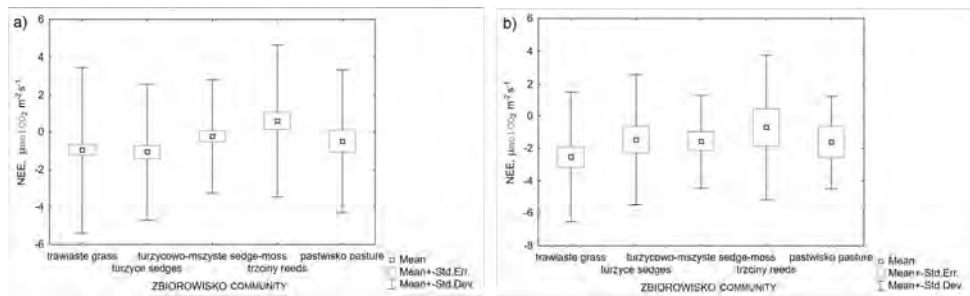 a)
6
4
2
0
-2
-4
-6
NEE, μmol CO2 m-2 s-1
trawiaste grass turzycowo-mszyste sedge-moss pastwisko pasture
turzyce sedges trzciny reeds
ZBIOROWISKO COMMUNITY
Mean
Mean+-Std.Err.
Mean+-Std.Dev.
b)
6
4
2
0
-2
-4
-6
-8
NEE, μmol CO2 m-2 s-1
trawiaste grass turzycowo-mszyste sedge-moss pastwisko pasture
turzyce sedges trzciny reeds
ZBIOROWISKO COMMUNITY
Mean
Mean+-Std.Err.
Mean+-Std.Dev.